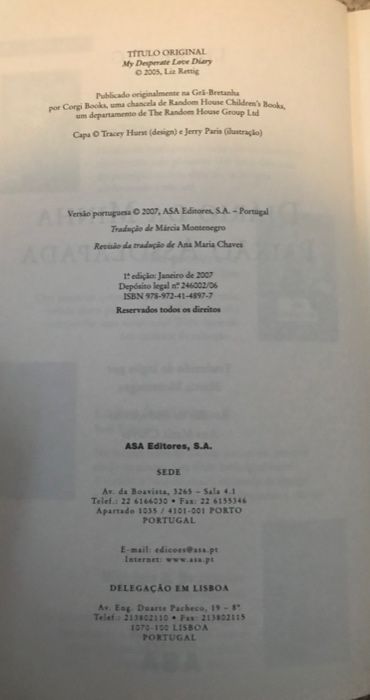 TÍTULO ORIGINAL
My Desperate Love Diary
© 2005, Liz Rettig
Publicado originalmente na Grã-Bretanha
por Corgi Books, uma chancela de Random House Children's Books,
um departamento de The Random House Group Ltd
Capa © Tracey Hurst (design) e Jerry Paris (ilustração)
Versão portuguesa © 2007, ASA Editores, S.A. – Portugal
Tradução de Márcia Montenegro
Revisão da tradução de Ana Maria Chaves
1ª edição: Janeiro de 2007
Depósito legal nº 246002/06
ISBN 978-972-41-4897-7
Reservados todos os direitos
ASA Editores, S.A.
SEDE
Av. da Boavista, 3265 – Sala 4.1
Telef.: 22 6166030 • Fax: 22 6155346
Apartado 1035 / 4101-001 PORTO
PORTUGAL
E-mail: edicoes@asa.pt
Internet: www.asa.pt
DELEGAÇÃO EM LISBOA
Av. Eng. Duarte Pacheco, 19 – 8º
Telef.: 213802110 • Fax: 213802115
1070-100 LISBOA
PORTUGAL